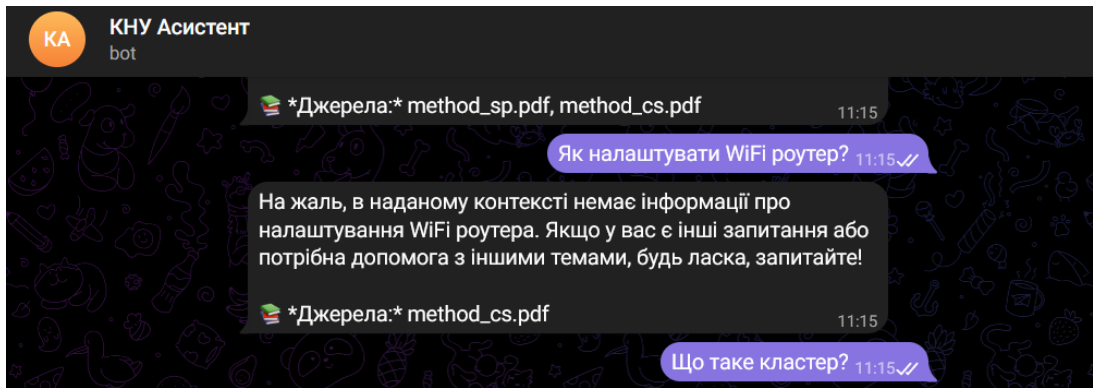 КА
КНУ Асистент
bot
📚 *Джерела:* method_sp.pdf, method_cs.pdf
11:15
Як налаштувати WiFi роутер? 11:15
На жаль, в наданому контексті немає інформації про
налаштування WiFi роутера. Якщо у вас є інші запитання або
потрібна допомога з іншими темами, будь ласка, запитайте!
📚 *Джерела:* method_cs.pdf
11:15
Що таке кластер? 11:15